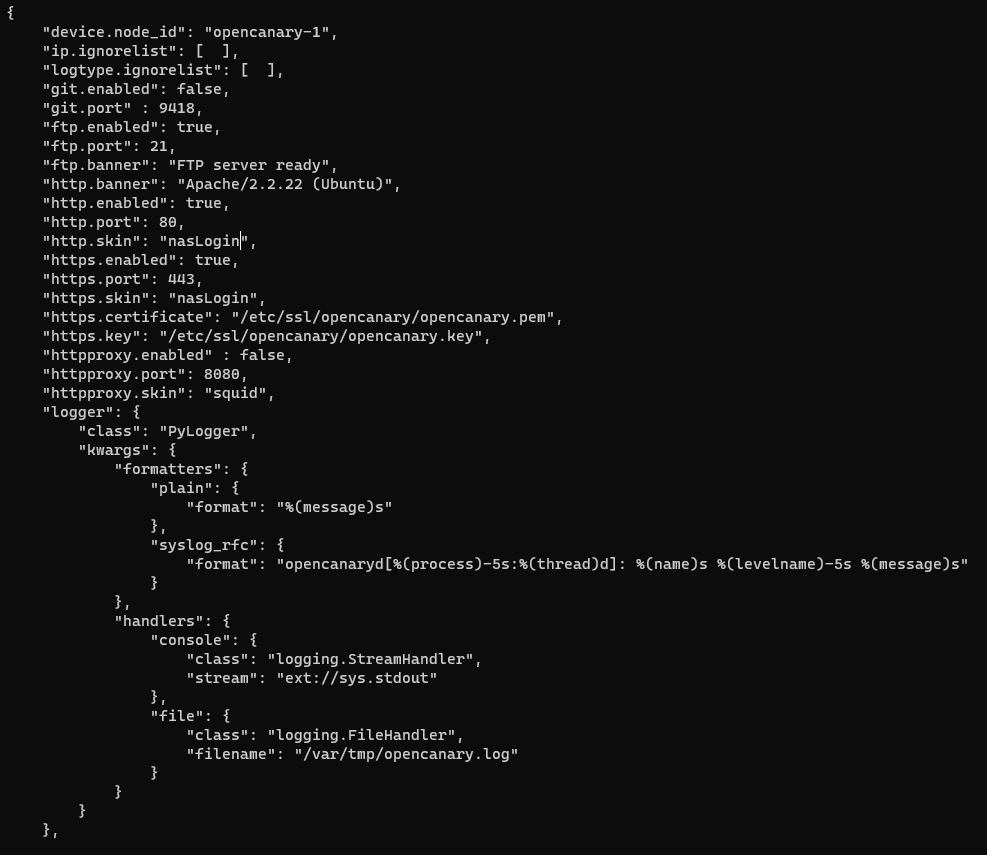 {
    "device.node_id": "opencanary-1",
    "ip.ignorelist": [  ],
    "logtype.ignorelist": [  ],
    "git.enabled": false,
    "git.port" : 9418,
    "ftp.enabled": true,
    "ftp.port": 21,
    "ftp.banner": "FTP server ready",
    "http.banner": "Apache/2.2.22 (Ubuntu)",
    "http.enabled": true,
    "http.port": 80,
    "http.skin": "nasLogin",
    "https.enabled": true,
    "https.port": 443,
    "https.skin": "nasLogin",
    "https.certificate": "/etc/ssl/opencanary/opencanary.pem",
    "https.key": "/etc/ssl/opencanary/opencanary.key",
    "httpproxy.enabled" : false,
    "httpproxy.port": 8080,
    "httpproxy.skin": "squid",
    "logger": {
        "class": "PyLogger",
        "kwargs": {
            "formatters": {
                "plain": {
                    "format": "%(message)s"
                },
                "syslog_rfc": {
                    "format": "opencanaryd[%(process)-5s:%(thread)d]: %(name)s %(levelname)-5s %(message)s"
                }
            },
            "handlers": {
                "console": {
                    "class": "logging.StreamHandler",
                    "stream": "ext://sys.stdout"
                },
                "file": {
                    "class": "logging.FileHandler",
                    "filename": "/var/tmp/opencanary.log"
                }
            }
        }
    },